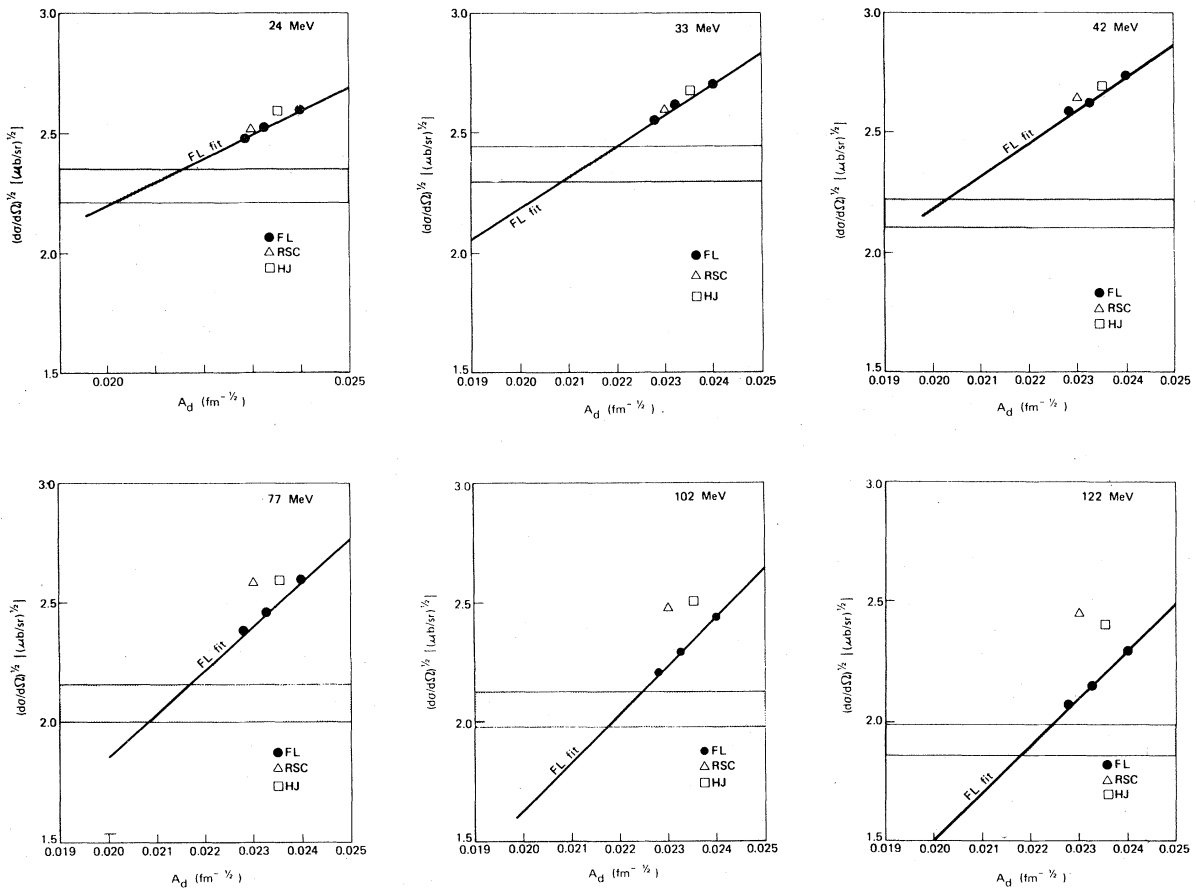 3.0
24 MeV
2.5
2.0
1.5
(dσ/dΩ)^½ [(μb/sr)^½]
FL fit
● FL
△ RSC
□ HJ
0.020
0.025
A_d (fm^-½)
3.0
33 MeV
2.5
2.0
1.5
(dσ/dΩ)^½ [(μb/sr)^½]
FL fit
● FL
△ RSC
□ HJ
0.019 0.020 0.021 0.022 0.023 0.024 0.025
A_d (fm^-½) .
3.0
42 MeV
2.5
2.0
1.5
(dσ/dΩ)^½ [(μb/sr)^½]
FL fit
● FL
△ RSC
□ HJ
0.019 0.020 0.021 0.022 0.023 0.024 0.025
A_d (fm^-½)
3.0
77 MeV
2.5
2.0
1.5
(dσ/dΩ)^½ [(μb/sr)^½]
FL fit
● FL
△ RSC
□ HJ
0.019 0.020 0.021 0.022 0.023 0.024 0.025
A_d (fm^-½)
3.0
102 MeV
2.5
2.0
1.5
(dσ/dΩ)^½ [(μb/sr)^½]
FL fit
● FL
△ RSC
□ HJ
0.019 0.020 0.021 0.022 0.023 0.024 0.025
A_d (fm^-½)
3.0
122 MeV
2.5
2.0
1.5
(dσ/dΩ)^½ [(μb/sr)^½]
FL fit
● FL
△ RSC
□ HJ
0.019 0.020 0.021 0.022 0.023 0.024 0.025
A_d (fm^-½)